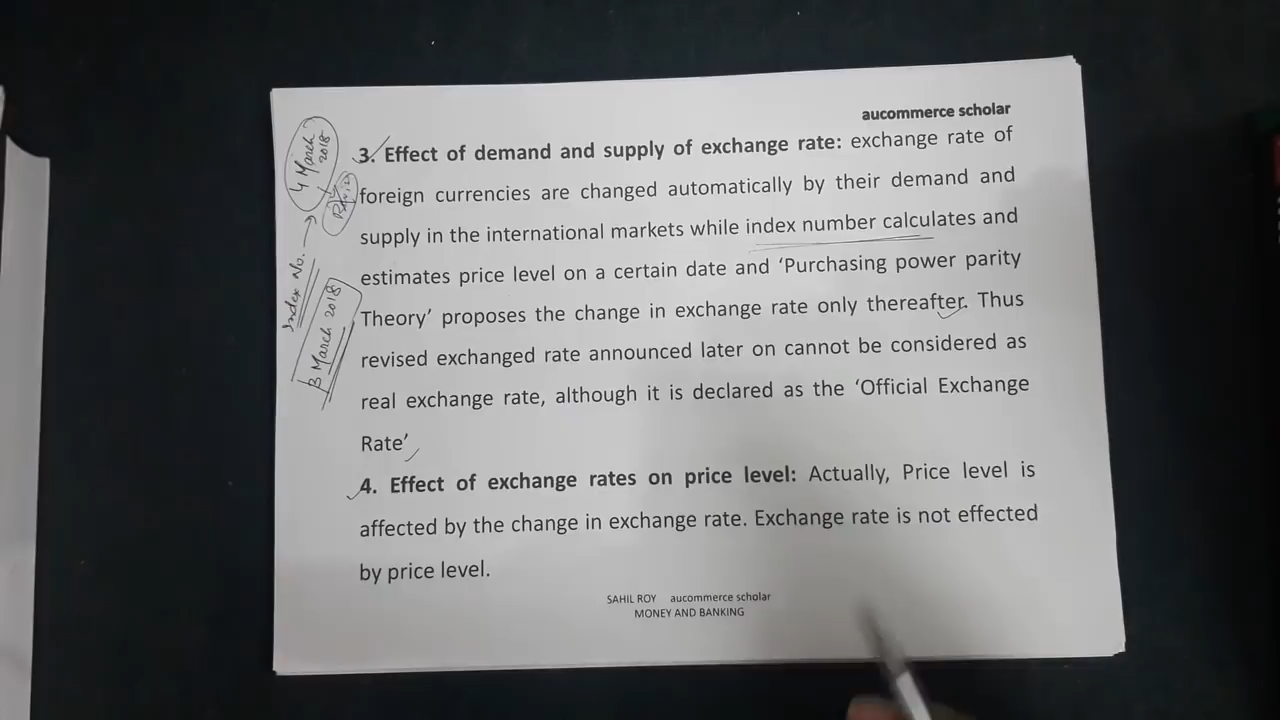 aucommerce scholar
3. Effect of demand and supply of exchange rate: exchange rate of
foreign currencies are changed automatically by their demand and
supply in the international markets while index number calculates and
estimates price level on a certain date and ‘Purchasing power parity
Theory’ proposes the change in exchange rate only thereafter. Thus
revised exchanged rate announced later on cannot be considered as
real exchange rate, although it is declared as the ‘Official Exchange
Rate’
4. Effect of exchange rates on price level: Actually, Price level is
affected by the change in exchange rate. Exchange rate is not effected
by price level.
SAHIL ROY aucommerce scholar
MONEY AND BANKING
4 March
2018
Index No.
3 March 2018